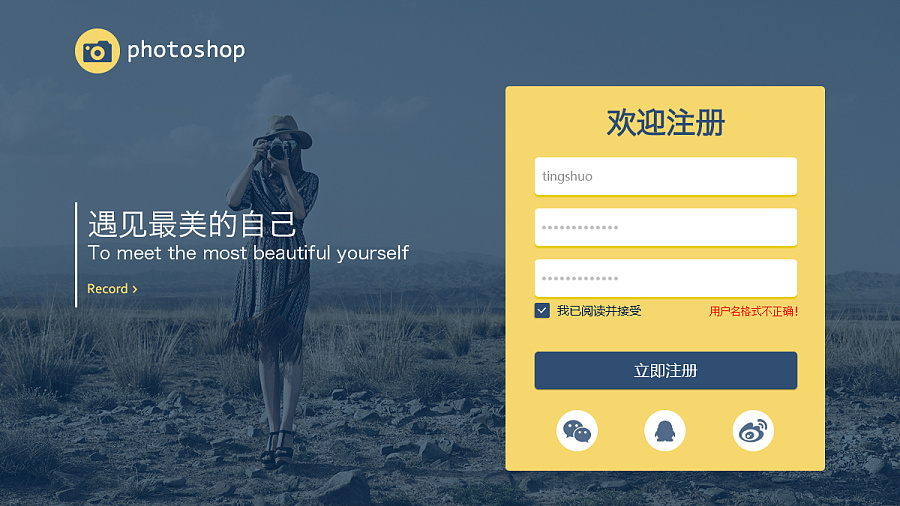 photoshop
遇见最美的自己
To meet the most beautiful yourself
Record >
欢迎注册
tingshuo
•••••••••••••
•••••••••••••
我已阅读并接受
用户名格式不正确!
立即注册